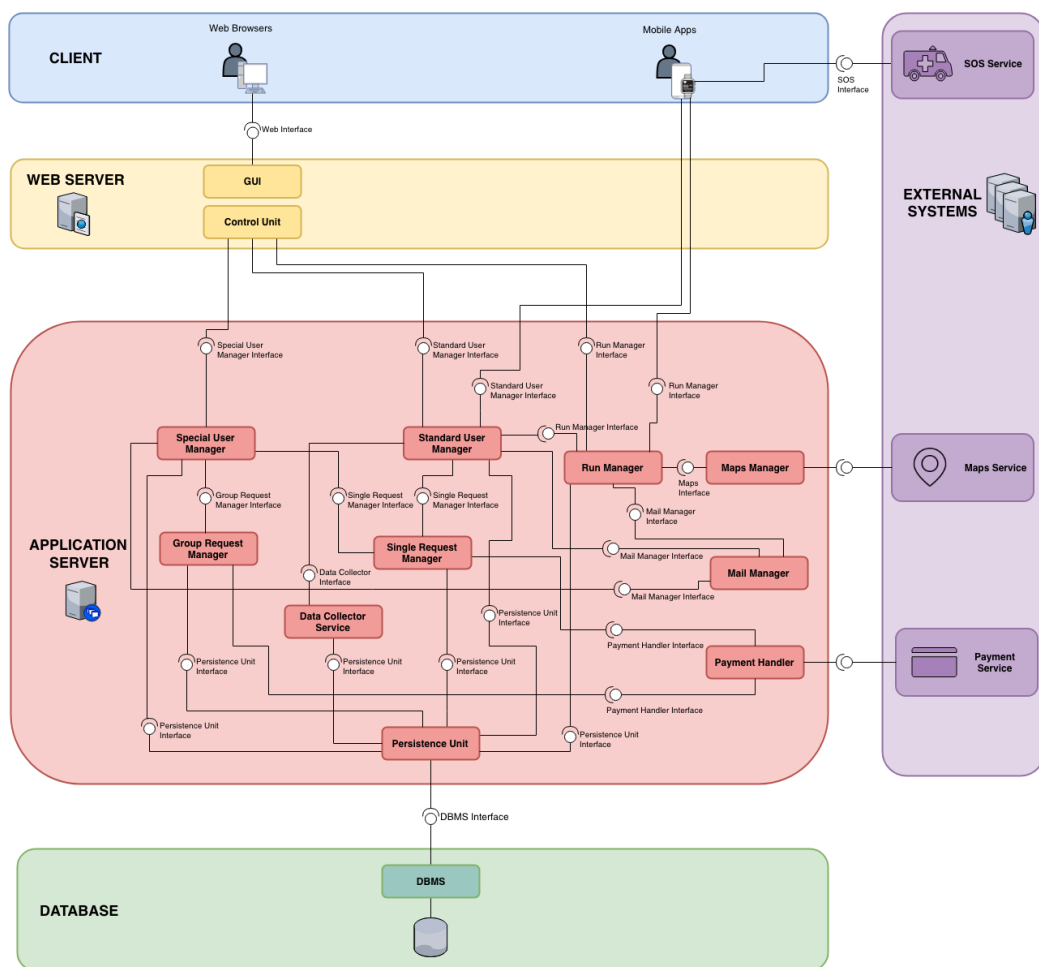 Web Browsers
Mobile Apps
CLIENT
SOS Service
SOS
Interface
Web Interface
WEB SERVER
GUI
Control Unit
EXTERNAL
SYSTEMS
Special User
Manager Interface
Standard User
Manager Interface
Run Manager
Interface
Standard User
Manager Interface
Run Manager
Interface
Run Manager Interface
Special User
Manager
Standard User
Manager
Run Manager
Maps
Interface
Maps Manager
Maps Service
Group Request
Manager Interface
Single Request
Manager Interface
Single Request
Manager Interface
Mail Manager
Interface
APPLICATION
SERVER
Group Request
Manager
Single Request
Manager
Mail Manager Interface
Mail Manager
Data Collector
Interface
Mail Manager Interface
Data Collector
Service
Persistence Unit
Interface
Payment Handler Interface
Persistence Unit
Interface
Persistence Unit
Interface
Persistence Unit
Interface
Payment Handler
Payment
Service
Payment Handler Interface
Persistence Unit
Interface
Persistence Unit
Persistence Unit
Interface
DBMS Interface
DBMS
DATABASE